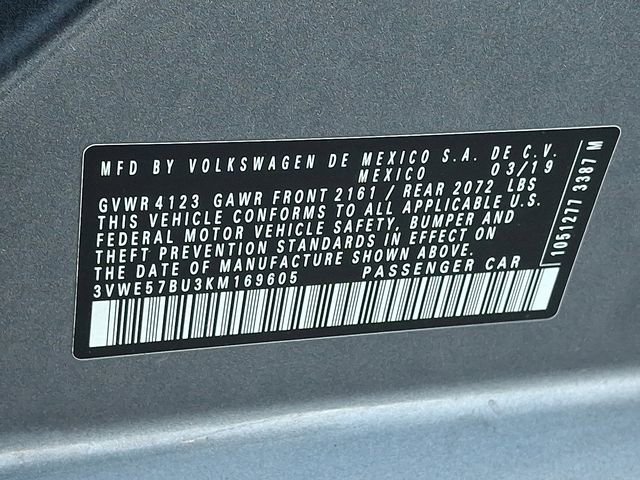 MFD BY VOLKSWAGEN DE MEXICO S.A. DE C.V.
MEXICO 03/19
GVWR 4123 GAWR FRONT 2161 / REAR 2072 LBS
THIS VEHICLE CONFORMS TO ALL APPLICABLE U.S.
FEDERAL MOTOR VEHICLE SAFETY, BUMPER AND
THEFT PREVENTION STANDARDS IN EFFECT ON
THE DATE OF MANUFACTURE SHOWN ABOVE.
3VWE57BU3KM169605 PASSENGER CAR
1051277 3387 M